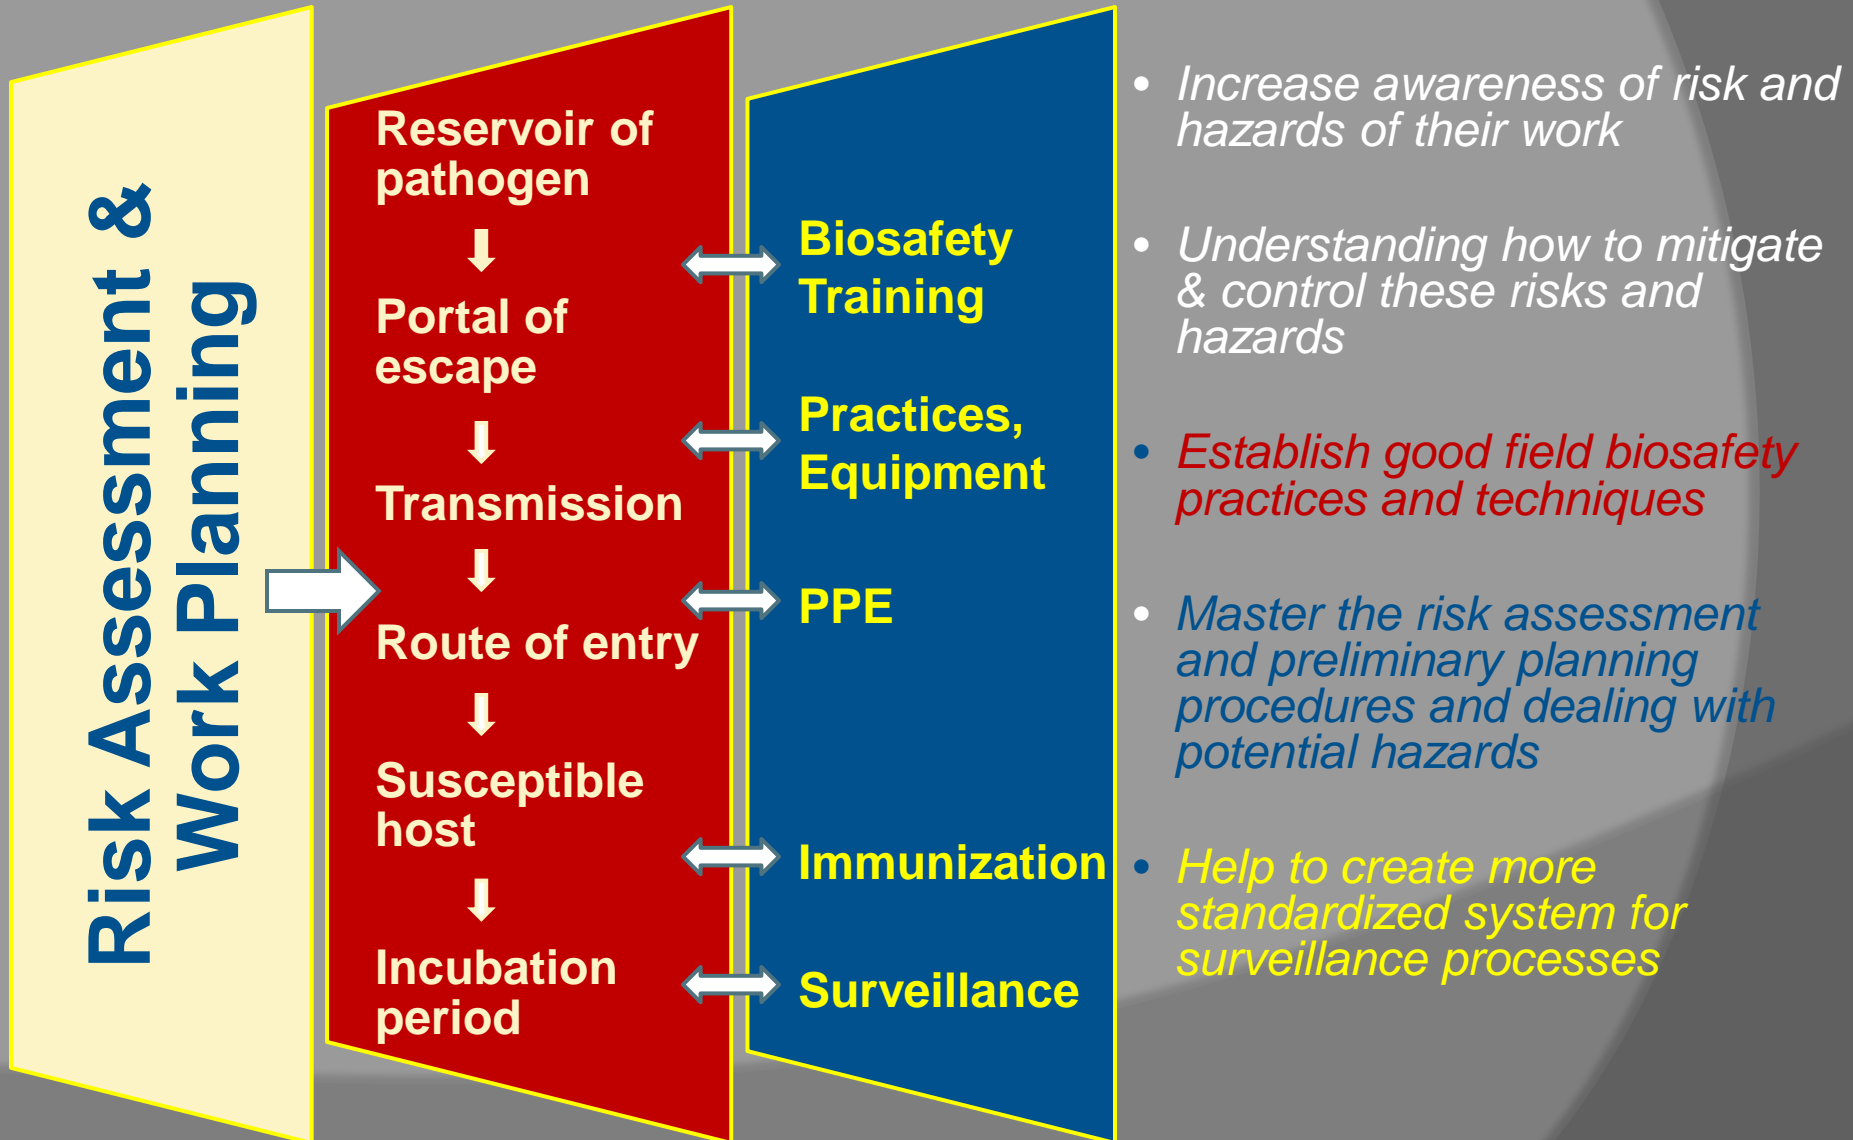 Risk Assessment &
Work Planning
Reservoir of
pathogen
Portal of
escape
Transmission
Route of entry
Susceptible
host
Incubation
period
Biosafety
Training
Practices,
Equipment
PPE
Immunization
Surveillance
• Increase awareness of risk and
hazards of their work
• Understanding how to mitigate
& control these risks and
hazards
• Establish good field biosafety
practices and techniques
• Master the risk assessment
and preliminary planning
procedures and dealing with
potential hazards
• Help to create more
standardized system for
surveillance processes